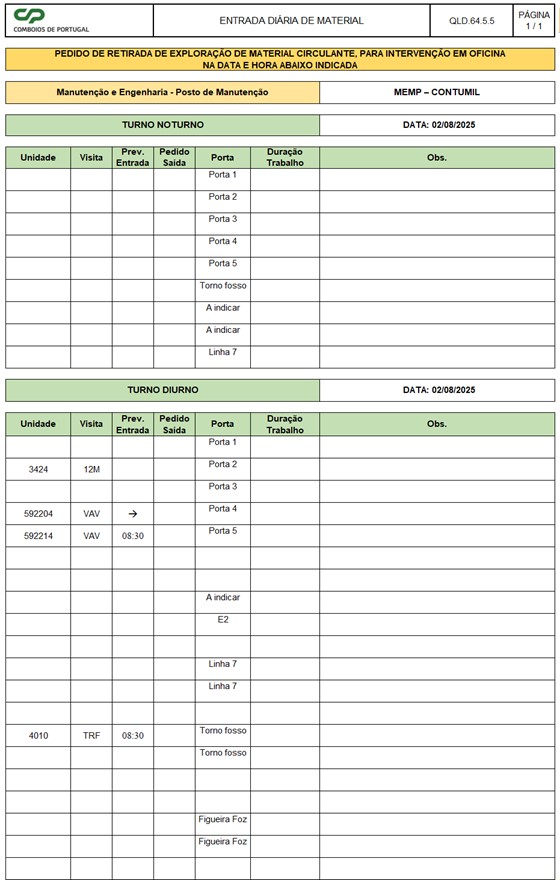 CP
COMBOIOS DE PORTUGAL
ENTRADA DIÁRIA DE MATERIAL
QLD.64.5.5
PÁGINA
1 / 1
PEDIDO DE RETIRADA DE EXPLORAÇÃO DE MATERIAL CIRCULANTE, PARA INTERVENÇÃO EM OFICINA
NA DATA E HORA ABAIXO INDICADA
Manutenção e Engenharia - Posto de Manutenção
MEMP – CONTUMIL
TURNO NOTURNO
DATA: 02/08/2025
Unidade Visita Prev. Entrada Pedido Saída Porta Duração Trabalho Obs.
Porta 1
Porta 2
Porta 3
Porta 4
Porta 5
Torno fosso
A indicar
A indicar
Linha 7
TURNO DIURNO
DATA: 02/08/2025
Unidade Visita Prev. Entrada Pedido Saída Porta Duração Trabalho Obs.
Porta 1
3424 12M Porta 2
Porta 3
592204 VAV → Porta 4
592214 VAV 08:30 Porta 5
A indicar
E2
Linha 7
Linha 7
4010 TRF 08:30 Torno fosso
Torno fosso
Figueira Foz
Figueira Foz